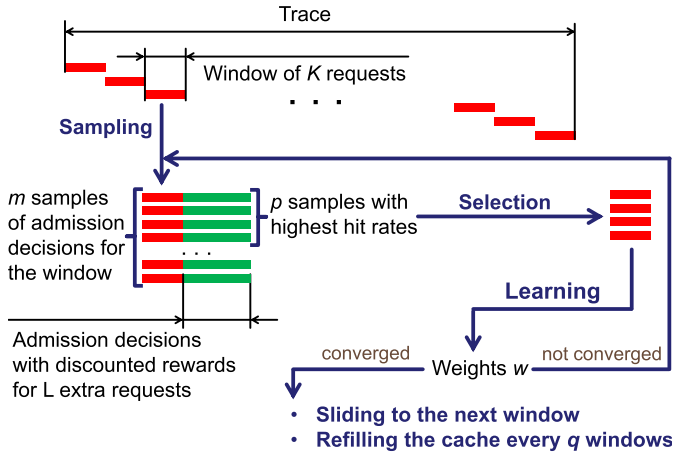 Trace
Window of K requests
. . .
Sampling
m samples
of admission
decisions for
the window
p samples with
highest hit rates
Selection
. . .
Learning
Admission decisions
with discounted rewards
for L extra requests
converged
Weights w
not converged
• Sliding to the next window
• Refilling the cache every q windows